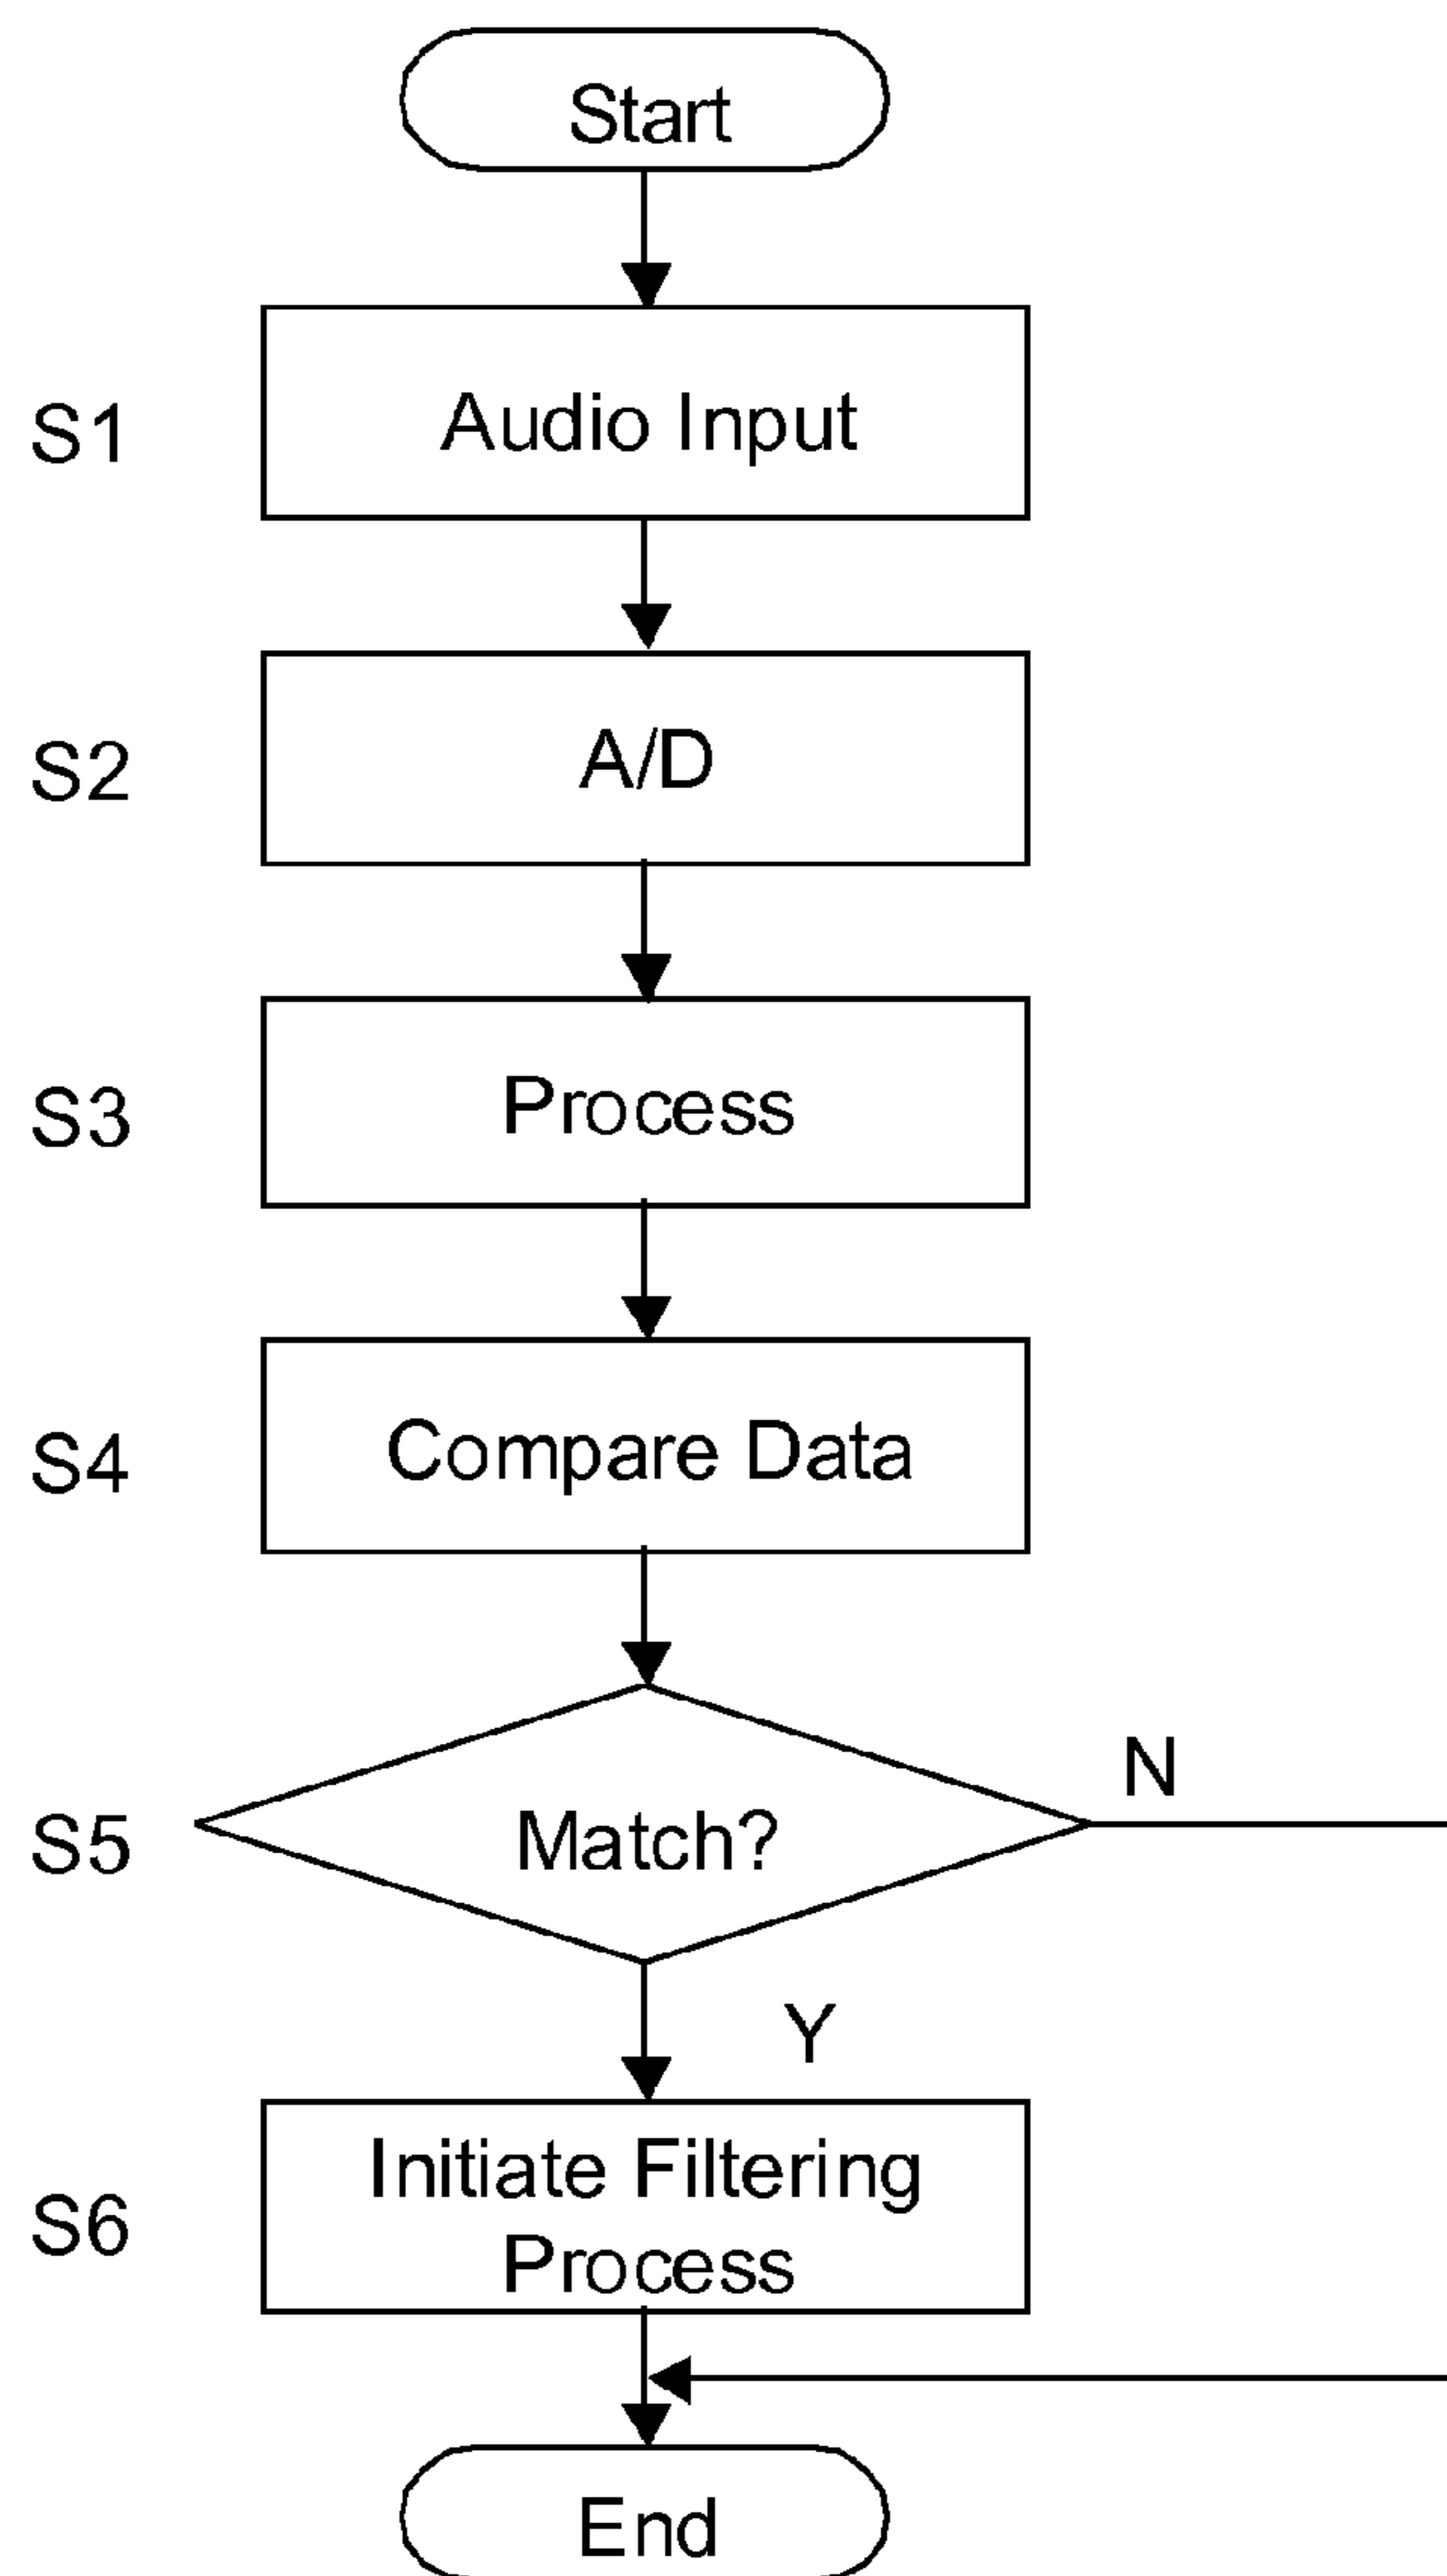 Start
S1
Audio Input
S2
A/D
S3
Process
S4
Compare Data
S5
Match?
N
Y
S6
Initiate Filtering
Process
End